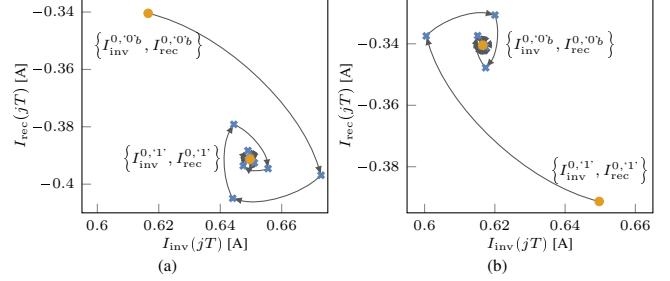 −0.34
−0.36
−0.38
−0.4
I_rec(jT) [A]
{I_inv^{0,‘0’b}, I_rec^{0,‘0’b}}
{I_inv^{0,‘1’}, I_rec^{0,‘1’}}
0.6 0.62 0.64 0.66
I_inv(jT) [A]
(a)
−0.34
−0.36
−0.38
I_rec(jT) [A]
{I_inv^{0,‘0’b}, I_rec^{0,‘0’b}}
{I_inv^{0,‘1’}, I_rec^{0,‘1’}}
0.6 0.62 0.64 0.66
I_inv(jT) [A]
(b)